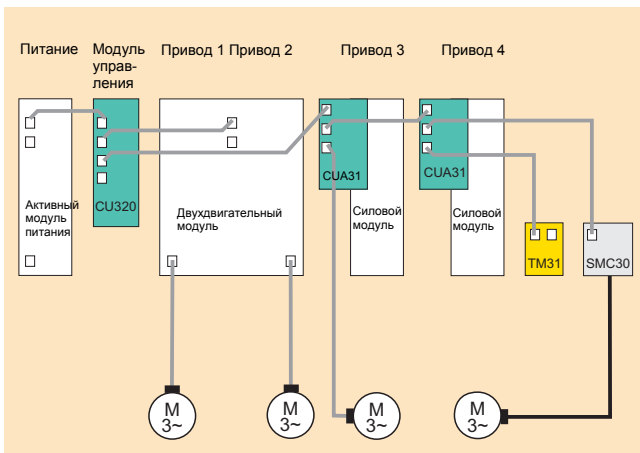 Питание
Модуль
управ-
ления
Привод 1 Привод 2
Привод 3
Привод 4
Активный
модуль
питания
CU320
Двухдвигательный
модуль
CUA31
Силовой
модуль
CUA31
Силовой
модуль
TM31
SMC30
M
3~
M
3~
M
3~
M
3~